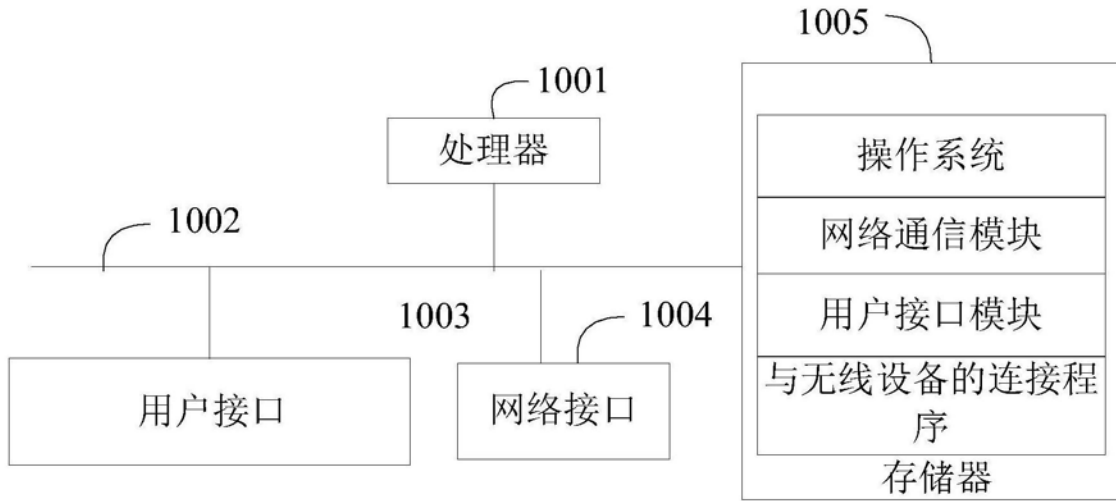 1005
1001
处理器
操作系统
1002
网络通信模块
1003
1004
用户接口模块
用户接口
网络接口
与无线设备的连接程
序
存储器